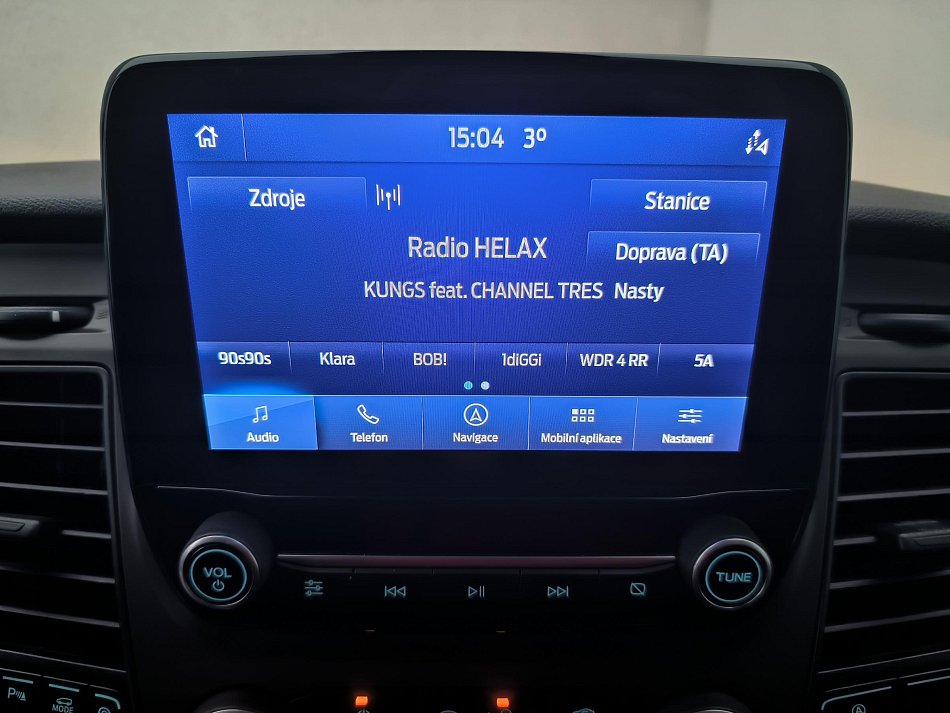 15:04 3°
Zdroje
Stanice
Radio HELAX
Doprava (TA)
KUNGS feat. CHANNEL TRES Nasty
90s90s Klara BOB! 1diGGi WDR 4 RR 5A
Audio Telefon Navigace Mobilní aplikace Nastavení
VOL
TUNE
P
MODE
A